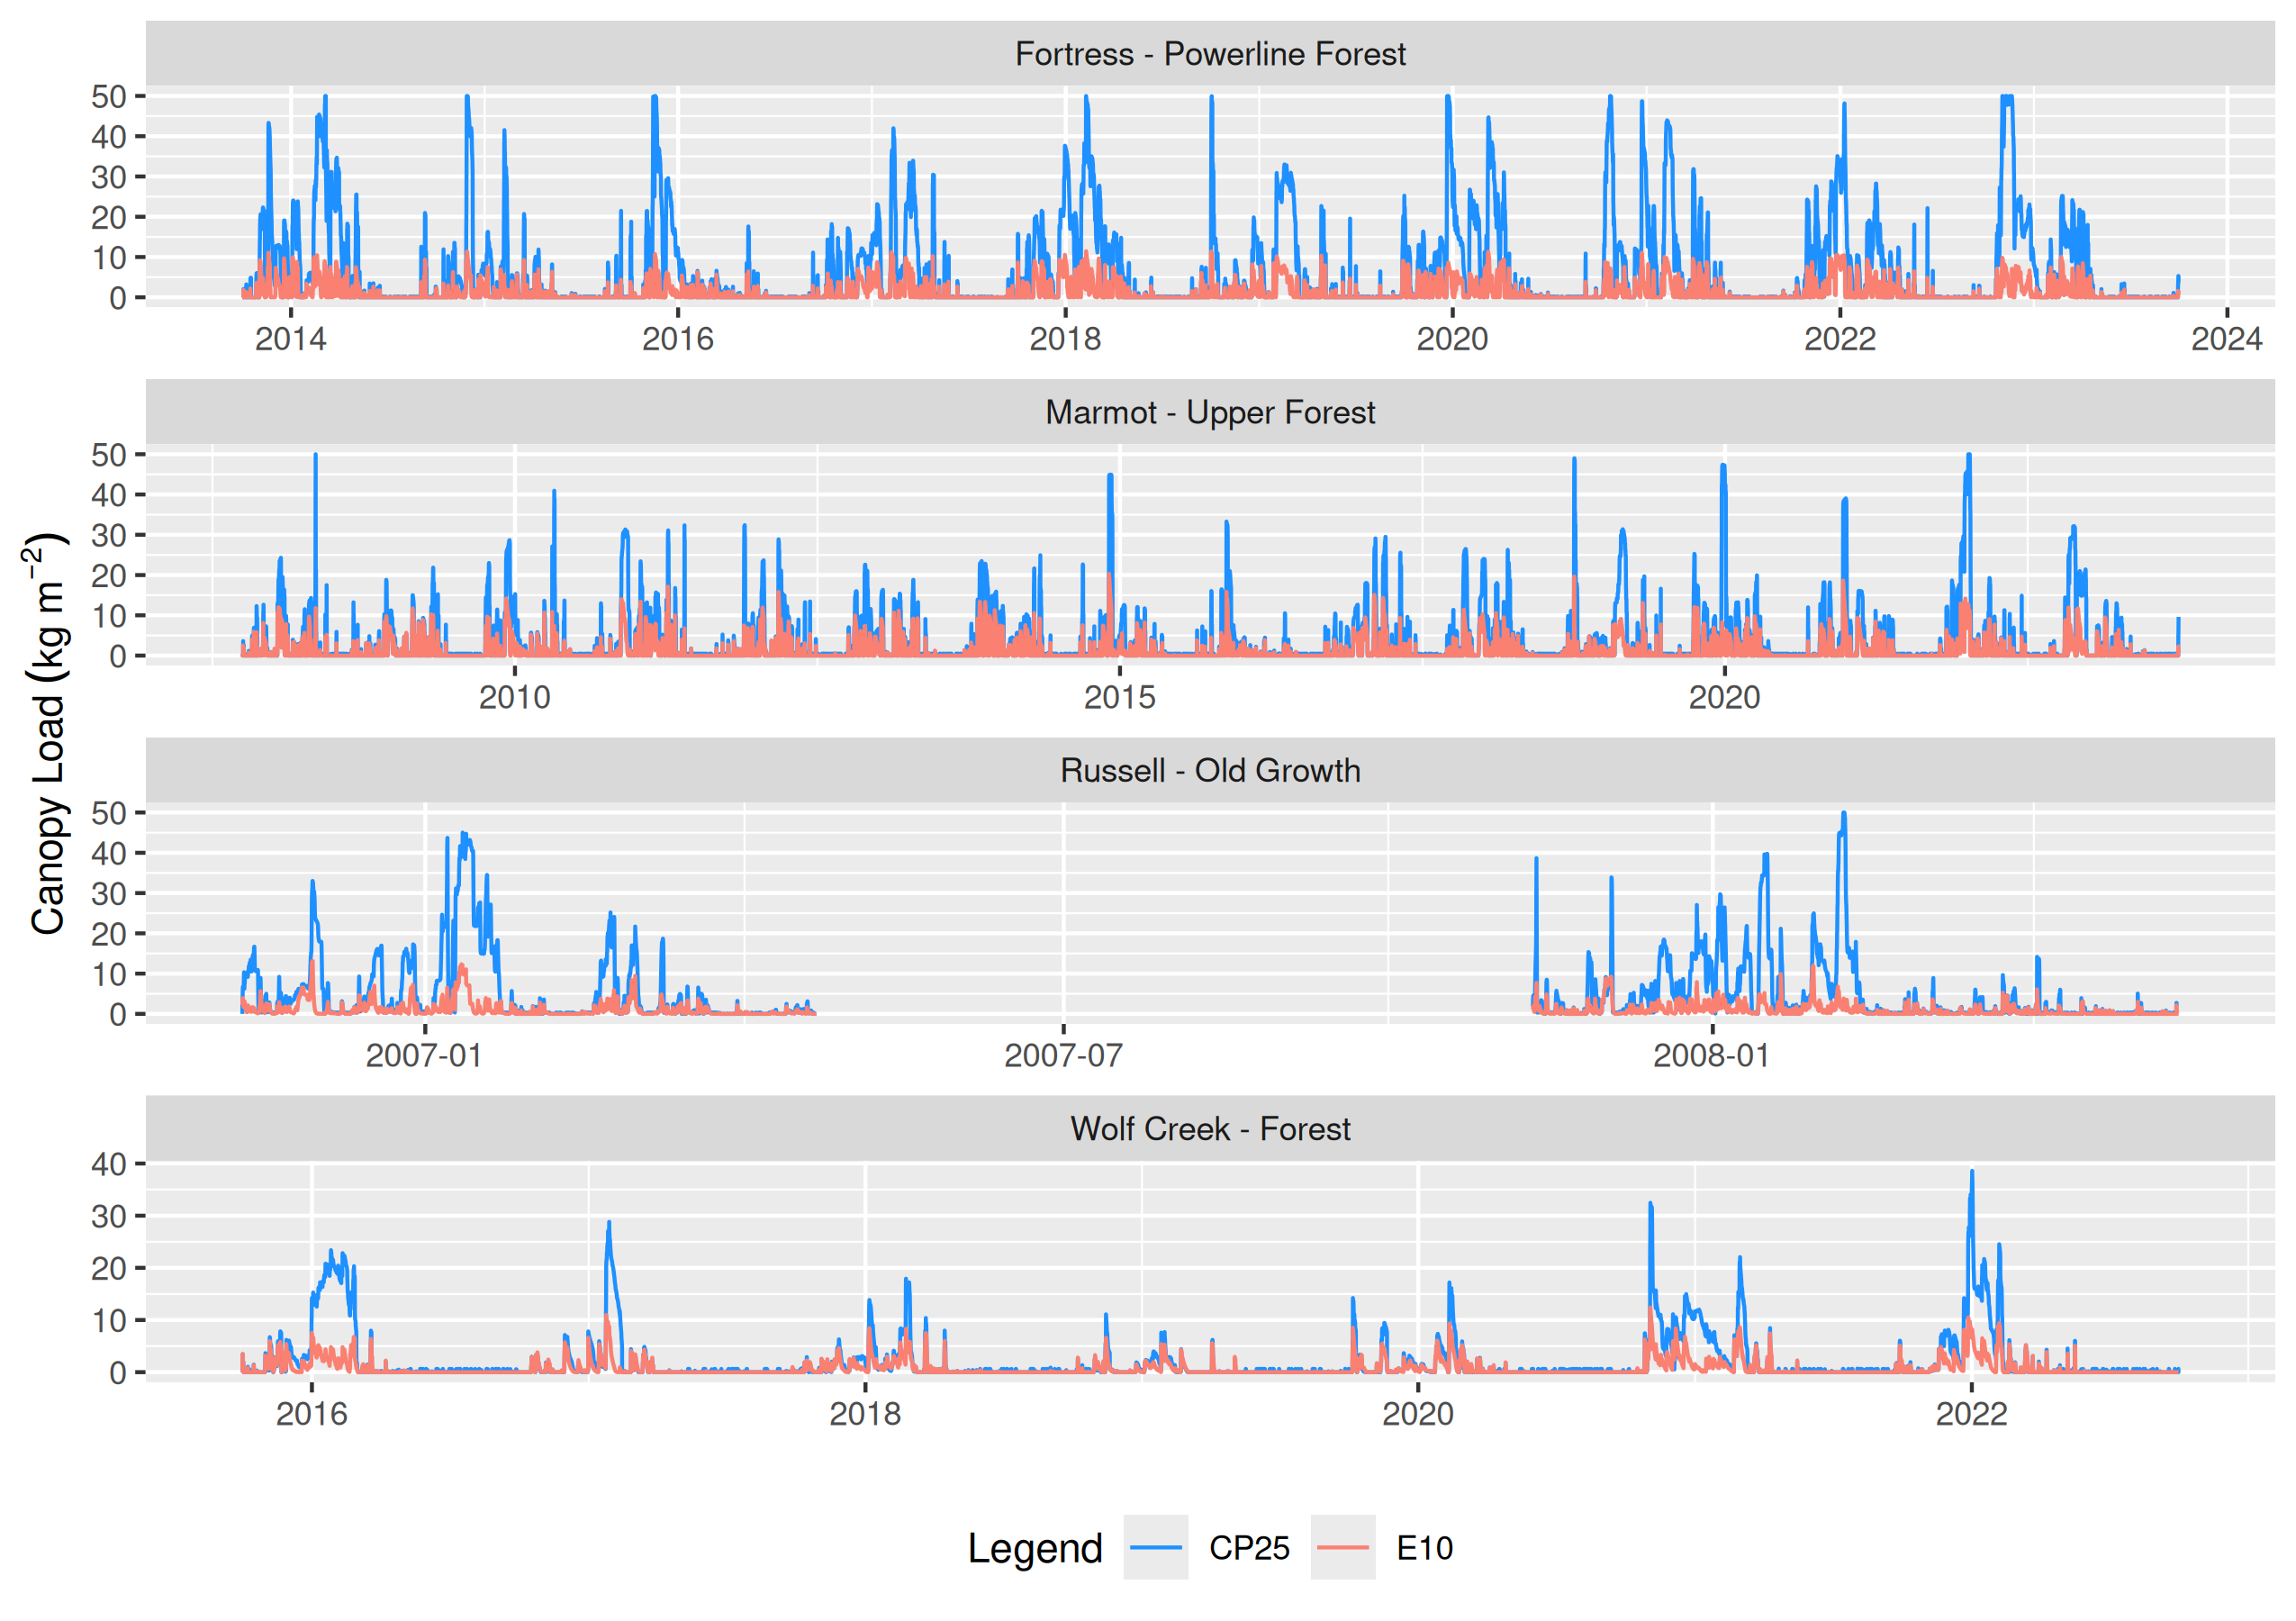 Fortress - Powerline Forest
50
40
30
20
10
0
2014 2016 2018 2020 2022 2024
Marmot - Upper Forest
50
40
30
20
10
0
2010 2015 2020
Canopy Load (kg m⁻²)
Russell - Old Growth
50
40
30
20
10
0
2007-01 2007-07 2008-01
Wolf Creek - Forest
40
30
20
10
0
2016 2018 2020 2022
Legend CP25 E10